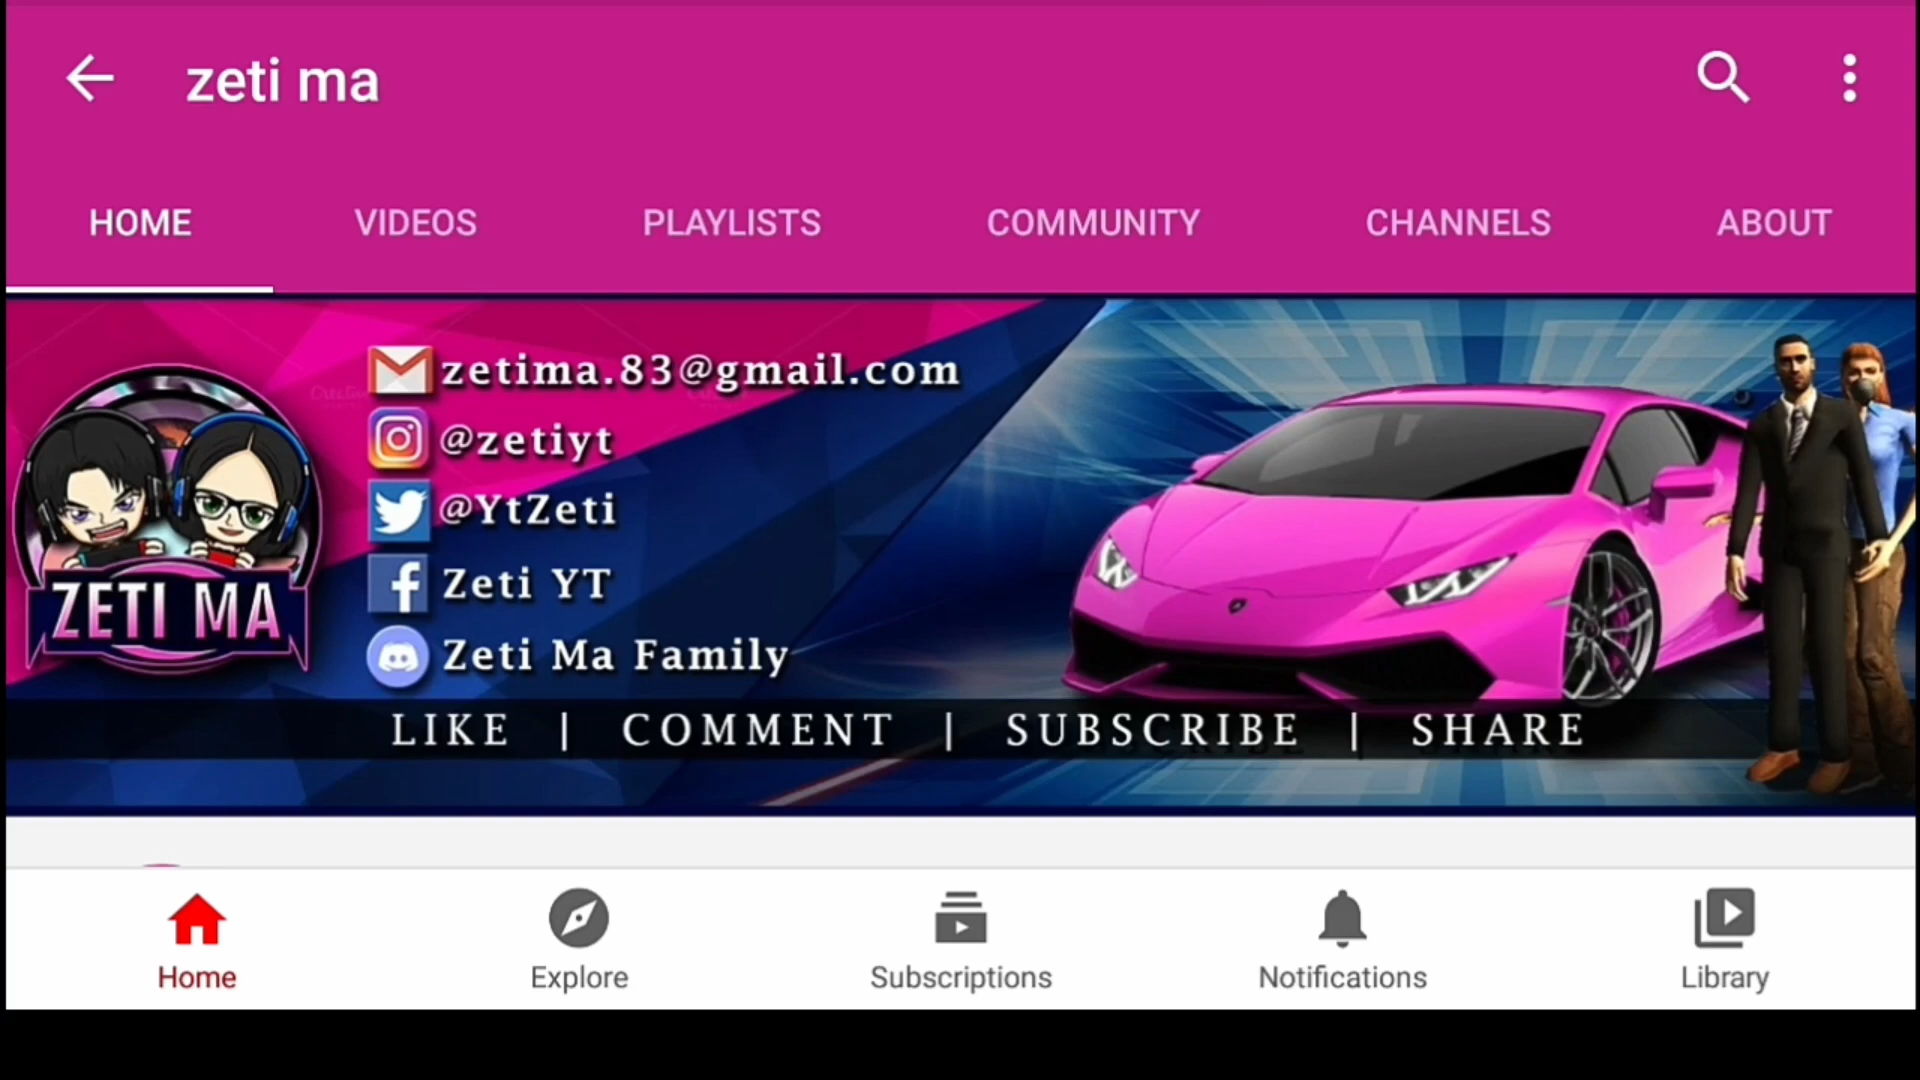 zeti ma
HOME VIDEOS PLAYLISTS COMMUNITY CHANNELS ABOUT
zetima.83@gmail.com
@zetiyt
@YtZeti
Zeti YT
Zeti Ma Family
ZETI MA
LIKE | COMMENT | SUBSCRIBE | SHARE
Home Explore Subscriptions Notifications Library